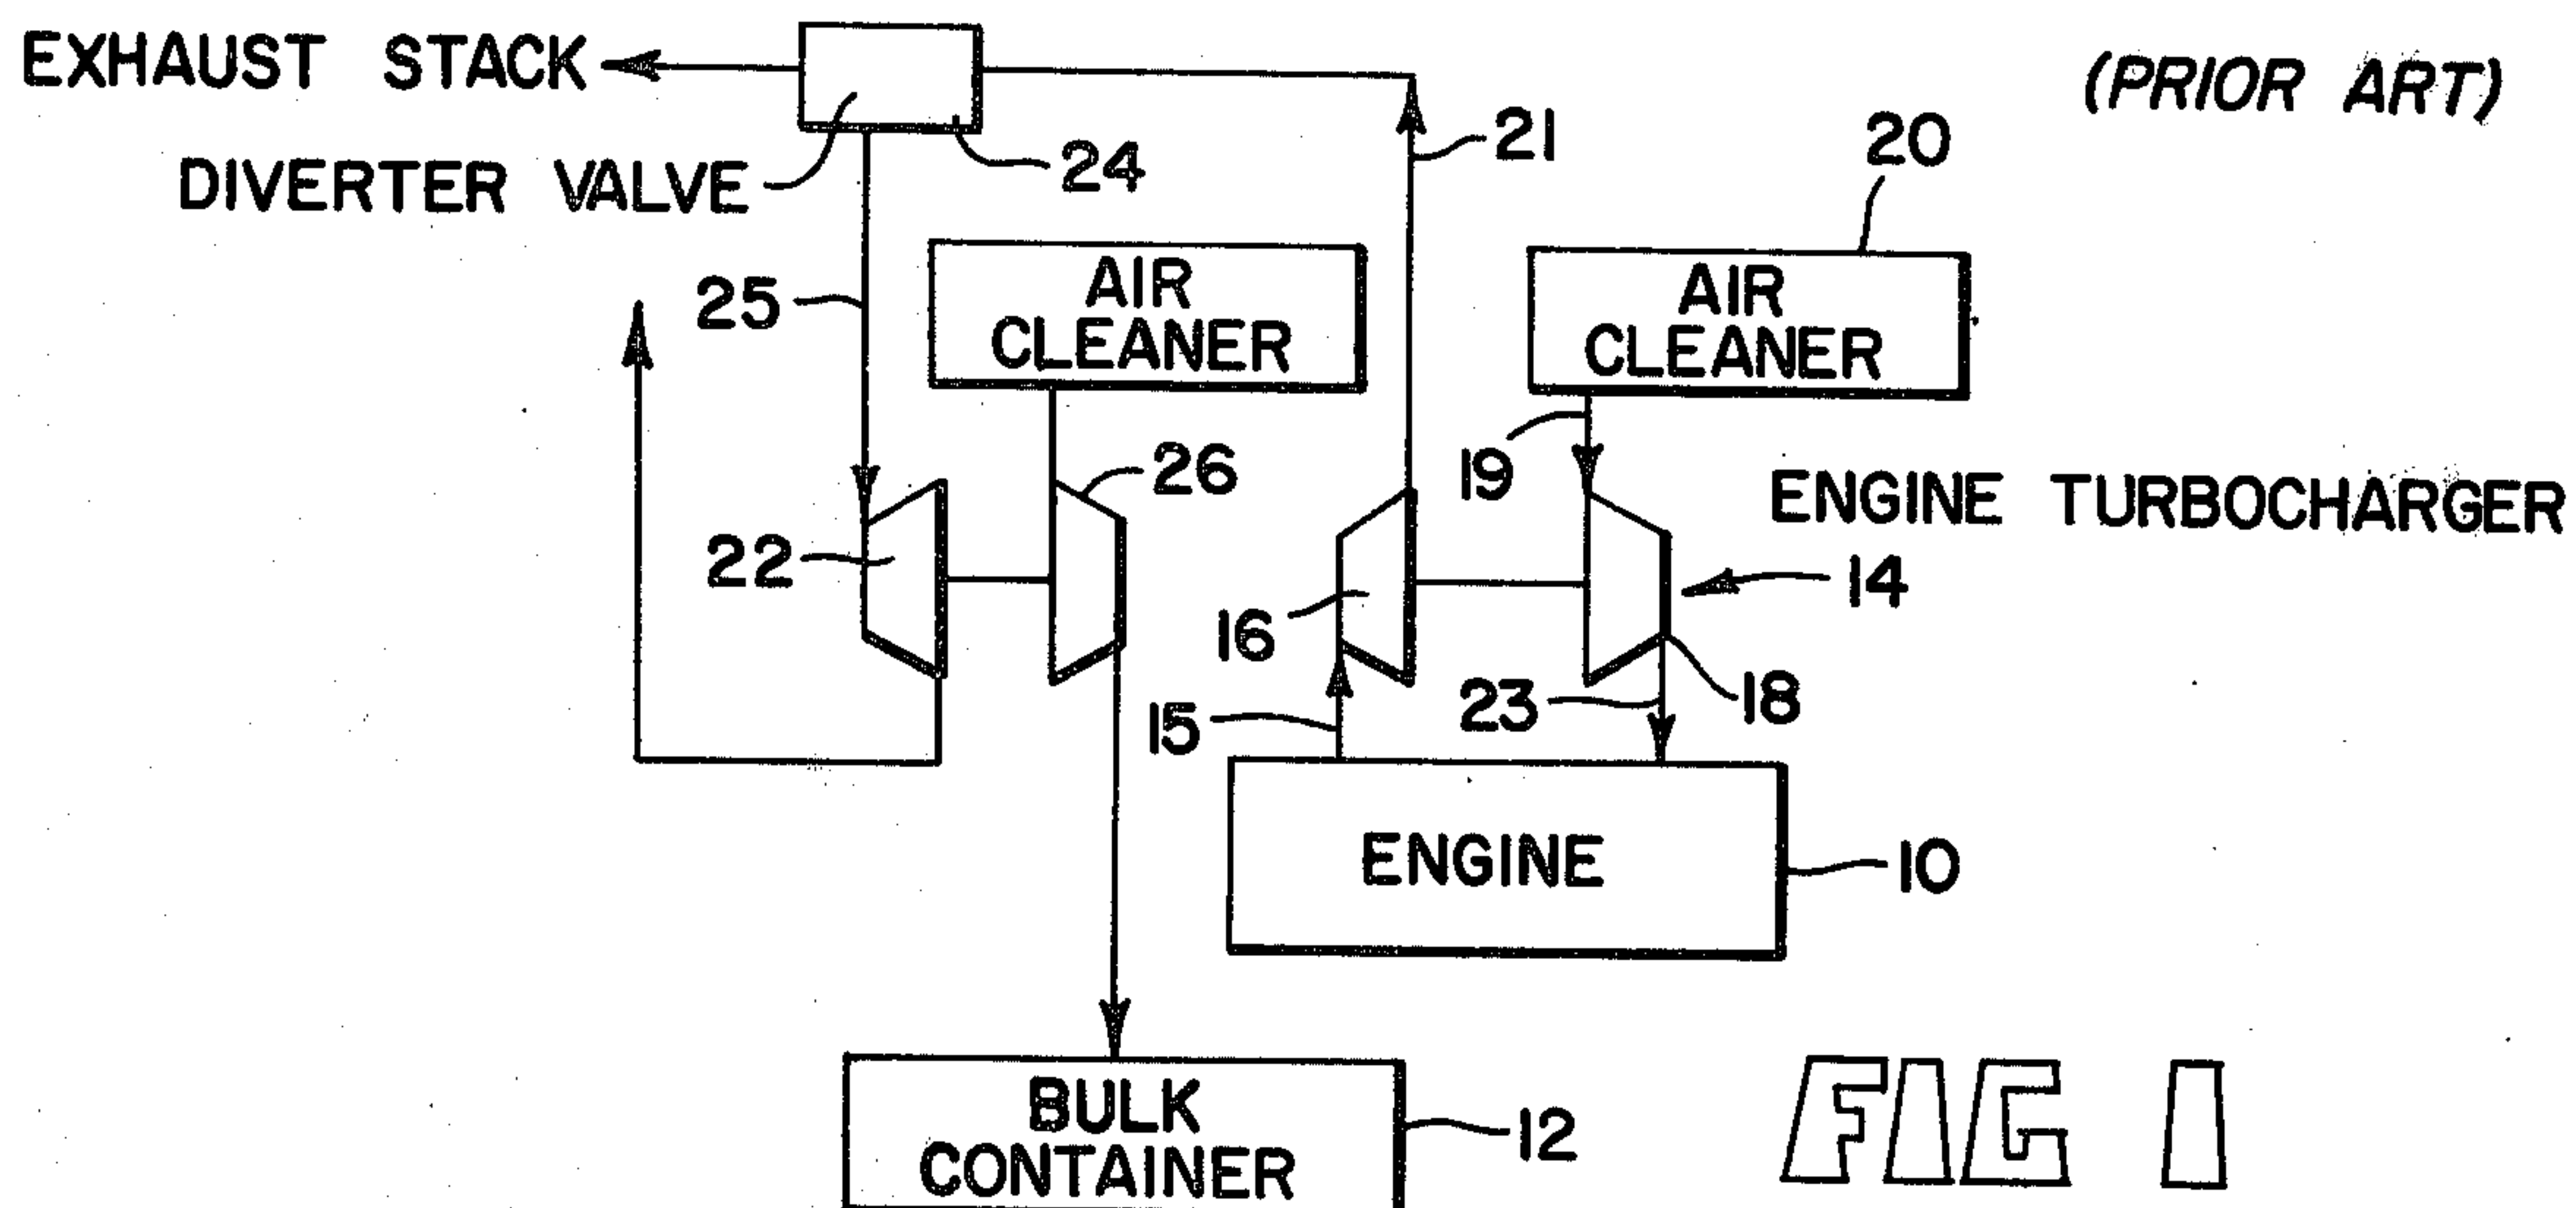 EXHAUST STACK
(PRIOR ART)
DIVERTER VALVE
24
21
20
25
AIR
CLEANER
AIR
CLEANER
26
19
ENGINE TURBOCHARGER
22
16
14
15
23
18
ENGINE
10
BULK
CONTAINER
12
FIG 1